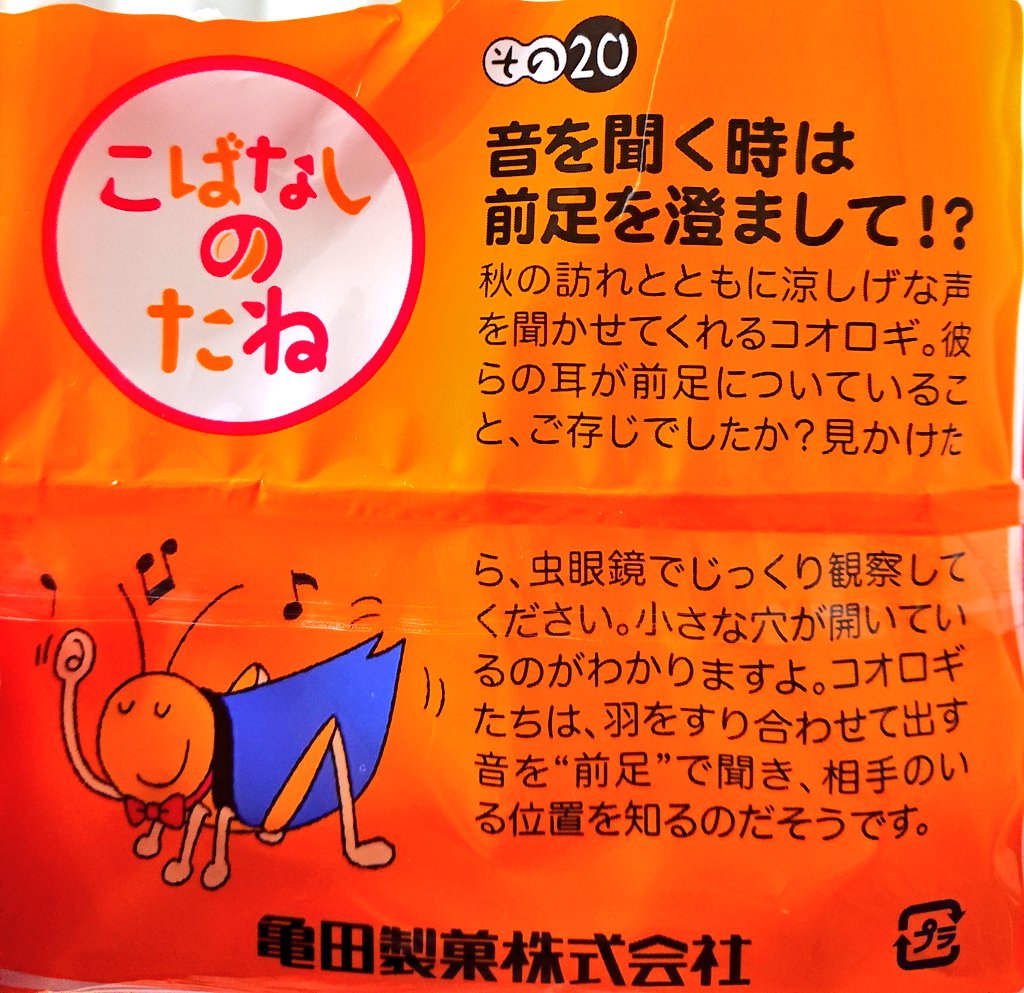 その20
こばなし
の
たね
音を聞く時は
前足を澄まして!?
秋の訪れとともに涼しげな声
を聞かせてくれるコオロギ。彼
らの耳が前足についているこ
と、ご存じでしたか?見かけた
ら、虫眼鏡でじっくり観察して
ください。小さな穴が開いてい
るのがわかりますよ。コオロギ
たちは、羽をすり合わせて出す
音を“前足”で聞き、相手のい
る位置を知るのだそうです。
亀田製菓株式会社
プラ